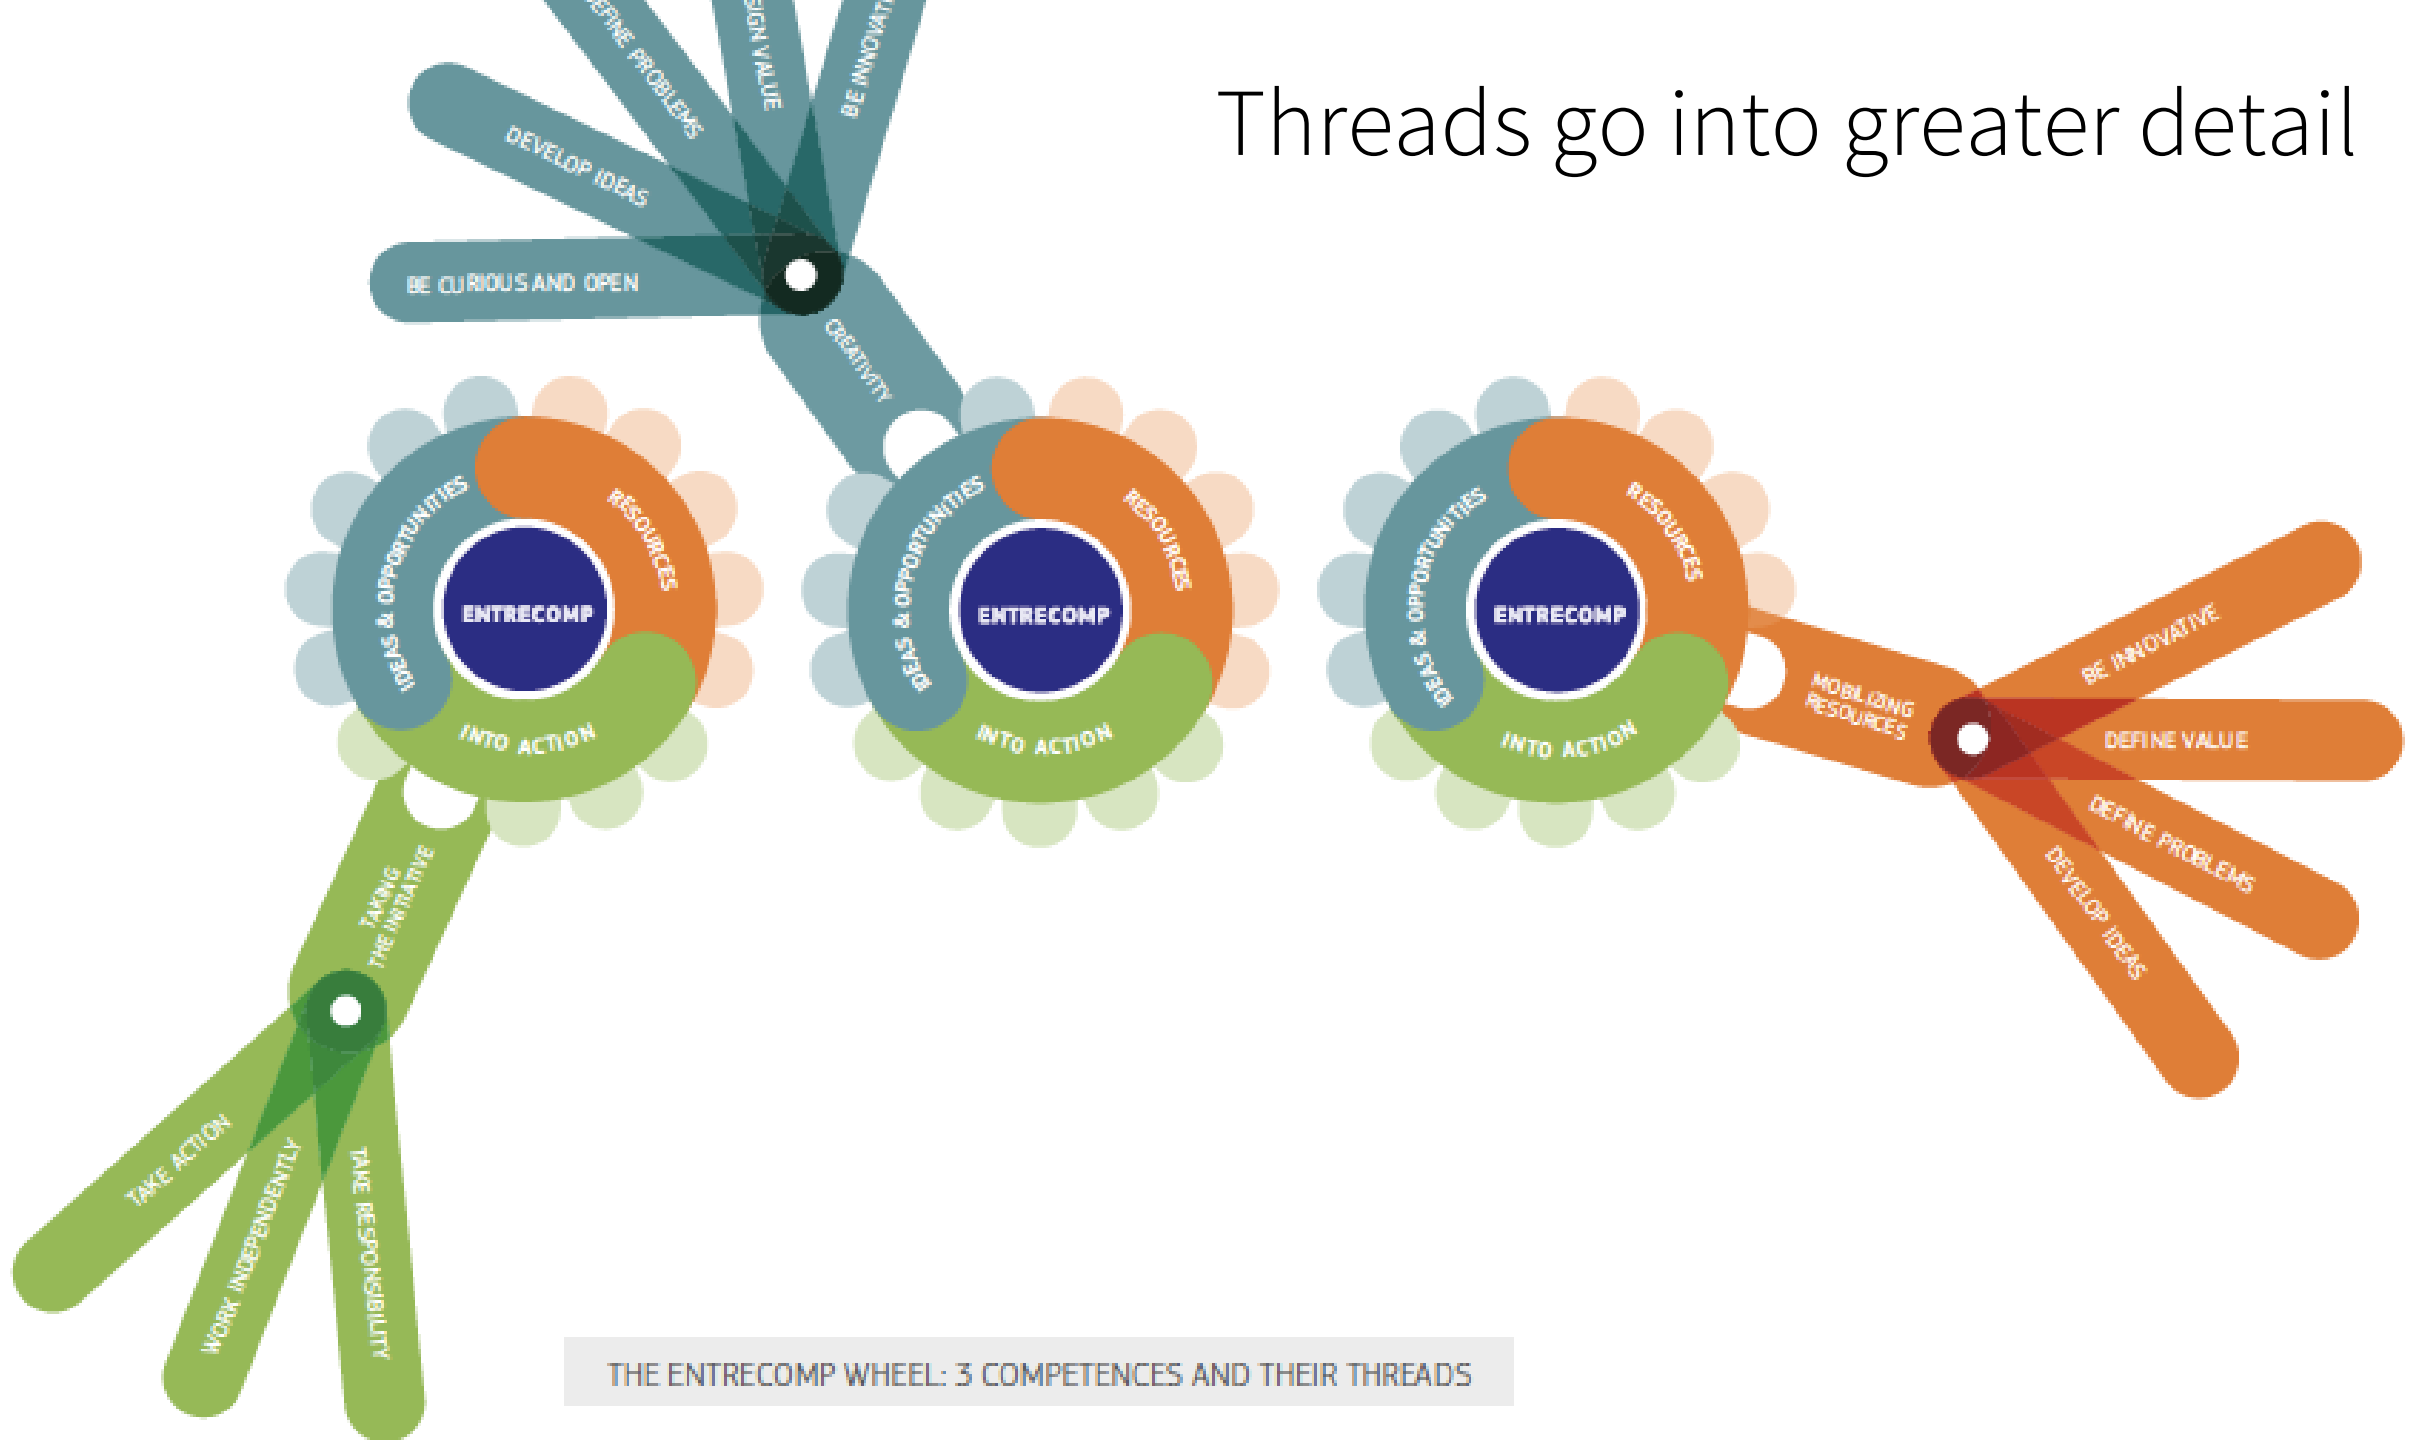 Threads go into greater detail
EFINE PROBLEMS
SIGN VALUE
BE INNOVAT
DEVELOP IDEAS
BE CURIOUS AND OPEN
CREATIVITY
IDEAS & OPPORTUNITIES
RESOURCES
ENTRECOMP
INTO ACTION
IDEAS & OPPORTUNITIES
RESOURCES
ENTRECOMP
INTO ACTION
IDEAS & OPPORTUNITIES
RESOURCES
ENTRECOMP
INTO ACTION
MOBILIZING
RESOURCES
BE INNOVATIVE
DEFINE VALUE
DEFINE PROBLEMS
DEVELOP IDEAS
TAKING
THE INITIATIVE
TAKE ACTION
WORK INDEPENDENTLY
TAKE RESPONSIBILITY
THE ENTRECOMP WHEEL: 3 COMPETENCES AND THEIR THREADS